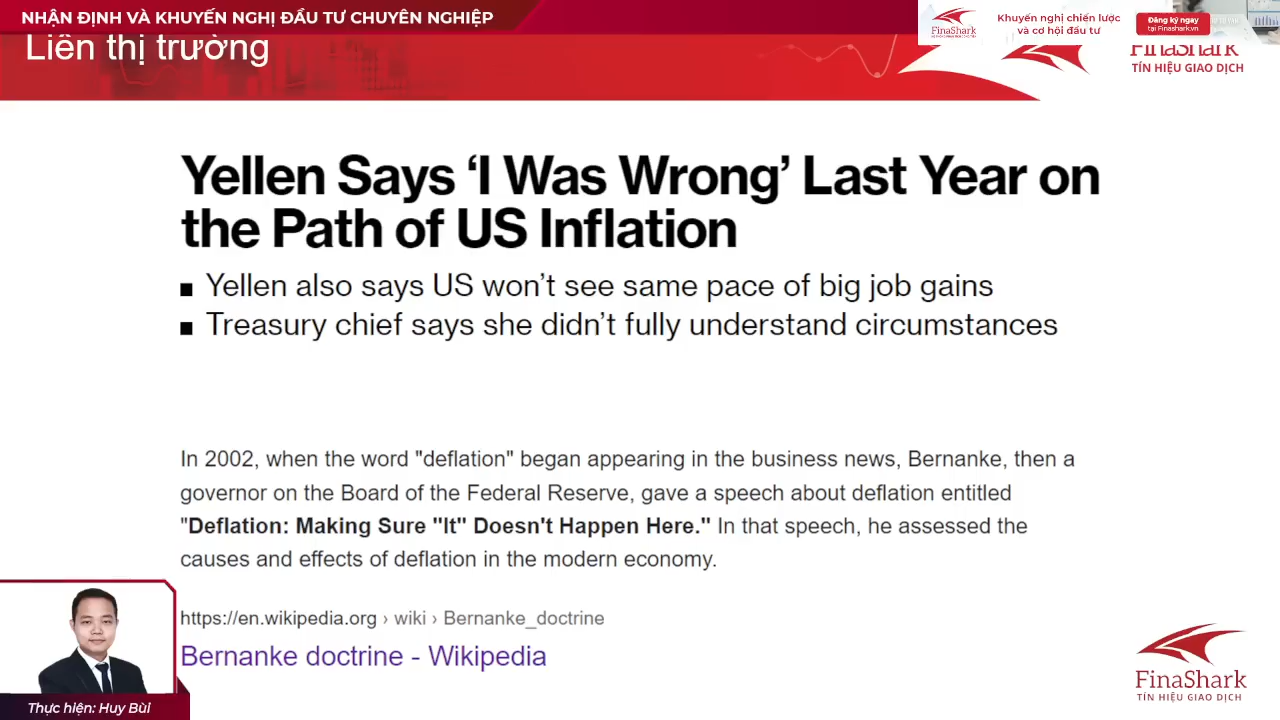 NHẬN ĐỊNH VÀ KHUYẾN NGHỊ ĐẦU TƯ CHUYÊN NGHIỆP
Liên thị trường
FinaShark
Khuyến nghị chiến lược
và cơ hội đầu tư
Đăng ký ngay
tại Finashark.vn
FinaShark
TÍN HIỆU GIAO DỊCH
Yellen Says ‘I Was Wrong’ Last Year on
the Path of US Inflation
▪ Yellen also says US won’t see same pace of big job gains
▪ Treasury chief says she didn’t fully understand circumstances
In 2002, when the word "deflation" began appearing in the business news, Bernanke, then a
governor on the Board of the Federal Reserve, gave a speech about deflation entitled
"Deflation: Making Sure "It" Doesn't Happen Here." In that speech, he assessed the
causes and effects of deflation in the modern economy.
https://en.wikipedia.org › wiki › Bernanke_doctrine
Bernanke doctrine - Wikipedia
Thực hiện: Huy Bùi
FinaShark
TÍN HIỆU GIAO DỊCH